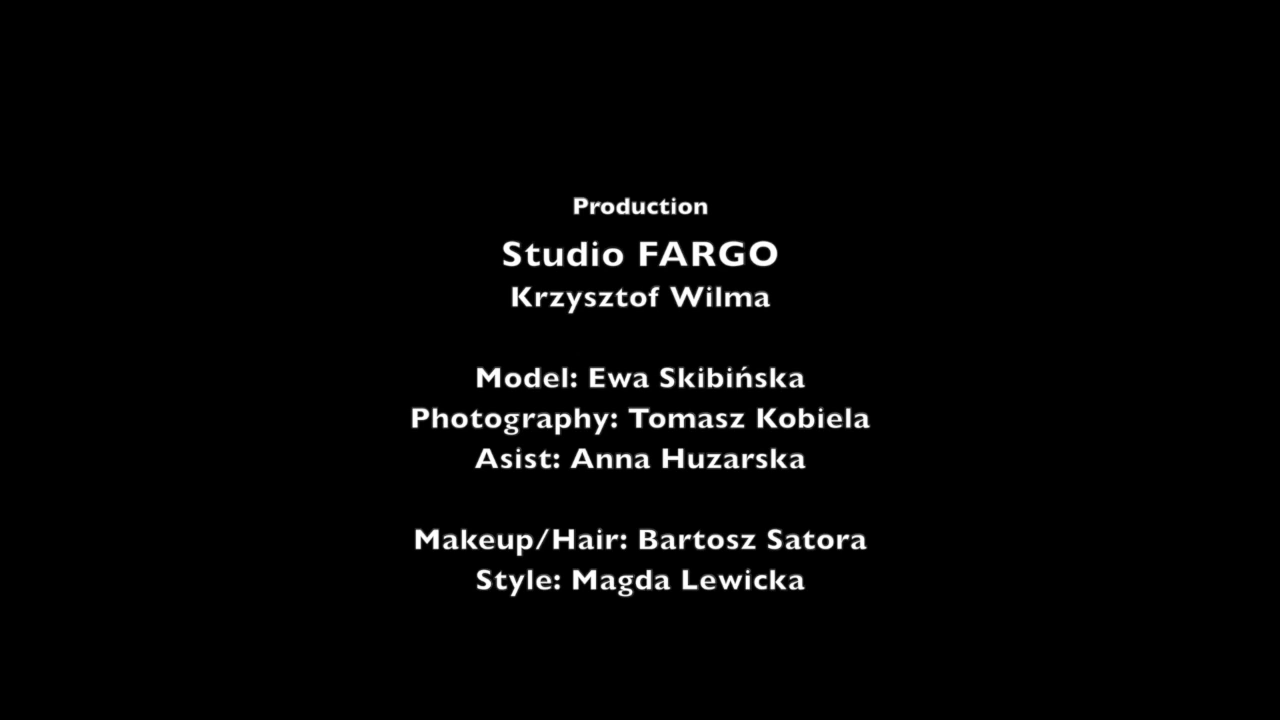 Production
Studio FARGO
Krzysztof Wilma
Model: Ewa Skibińska
Photography: Tomasz Kobiela
Asist: Anna Huzarska
Makeup/Hair: Bartosz Satora
Style: Magda Lewicka